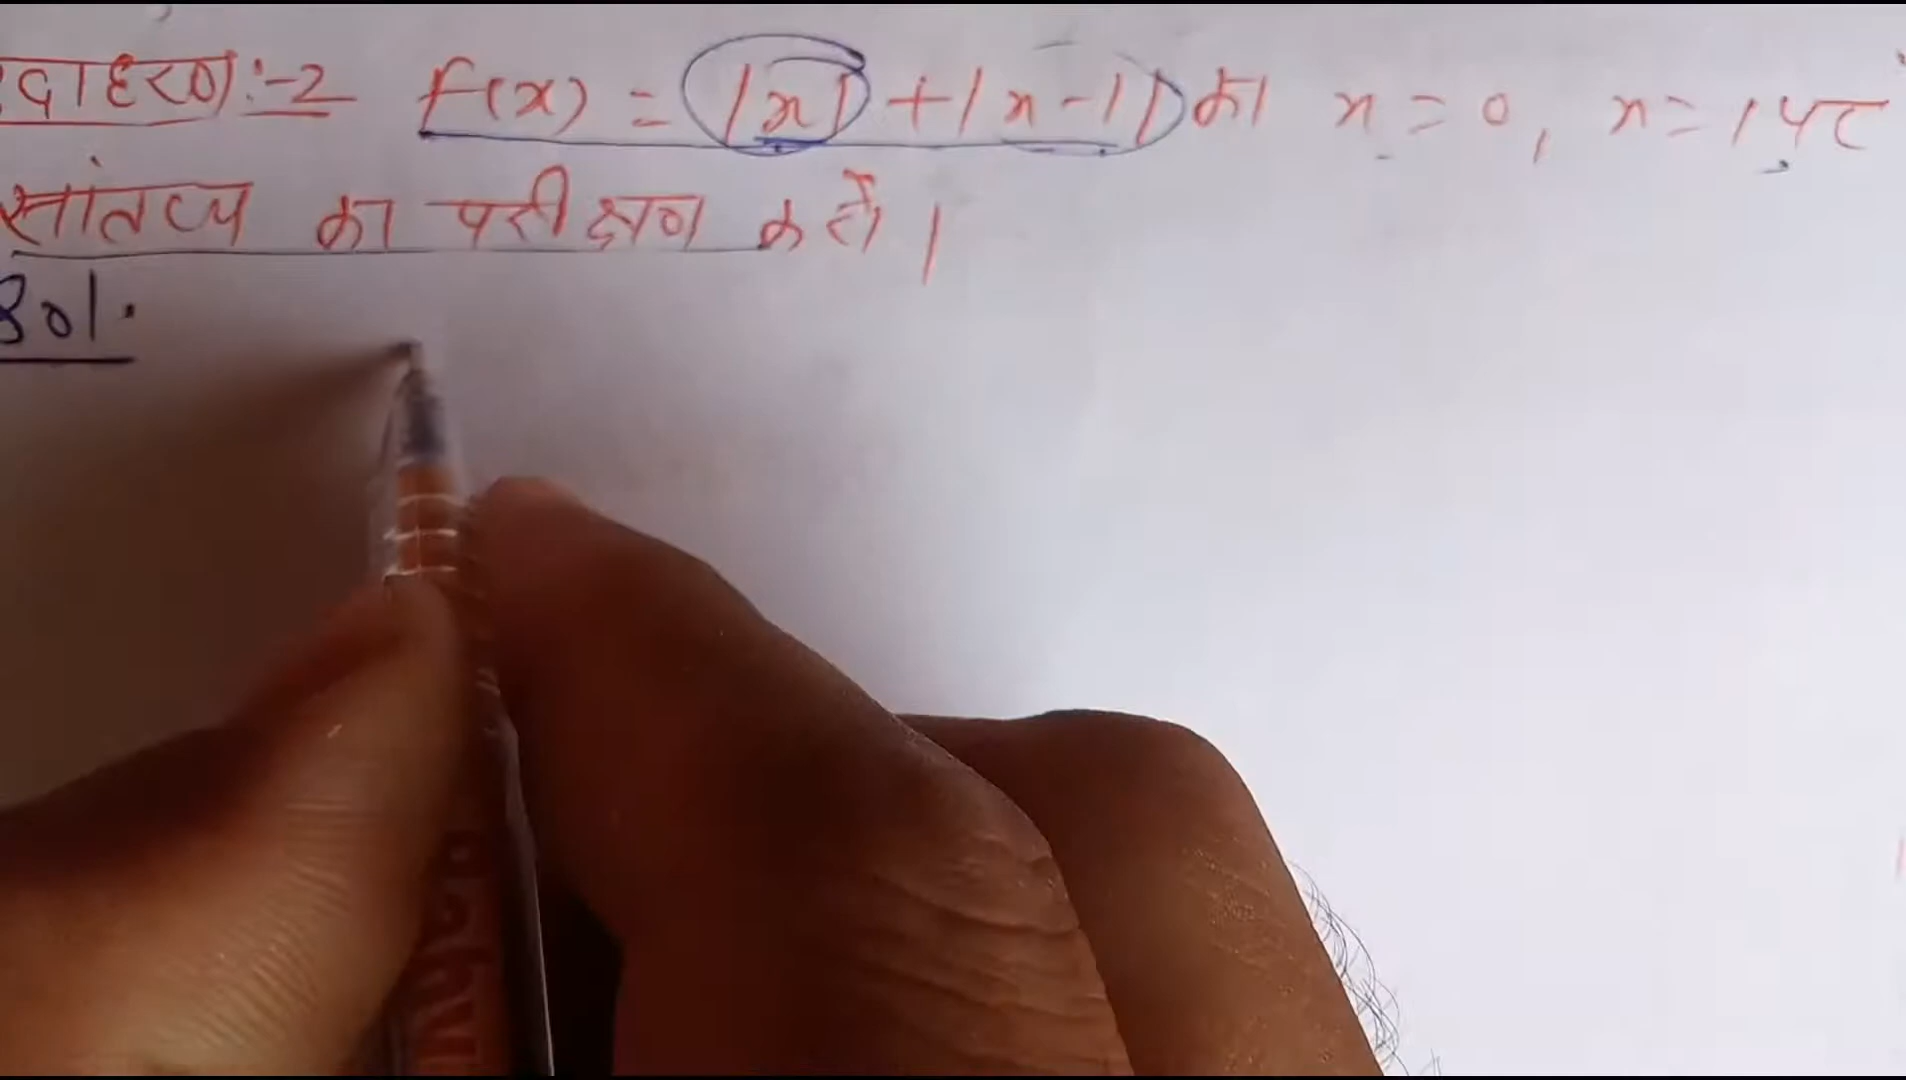 उदाहरण:-2 f(x) = |x| + |x-1| का x = 0, x = 1 पर
सांतत्य का परीक्षण करो।
Sol.